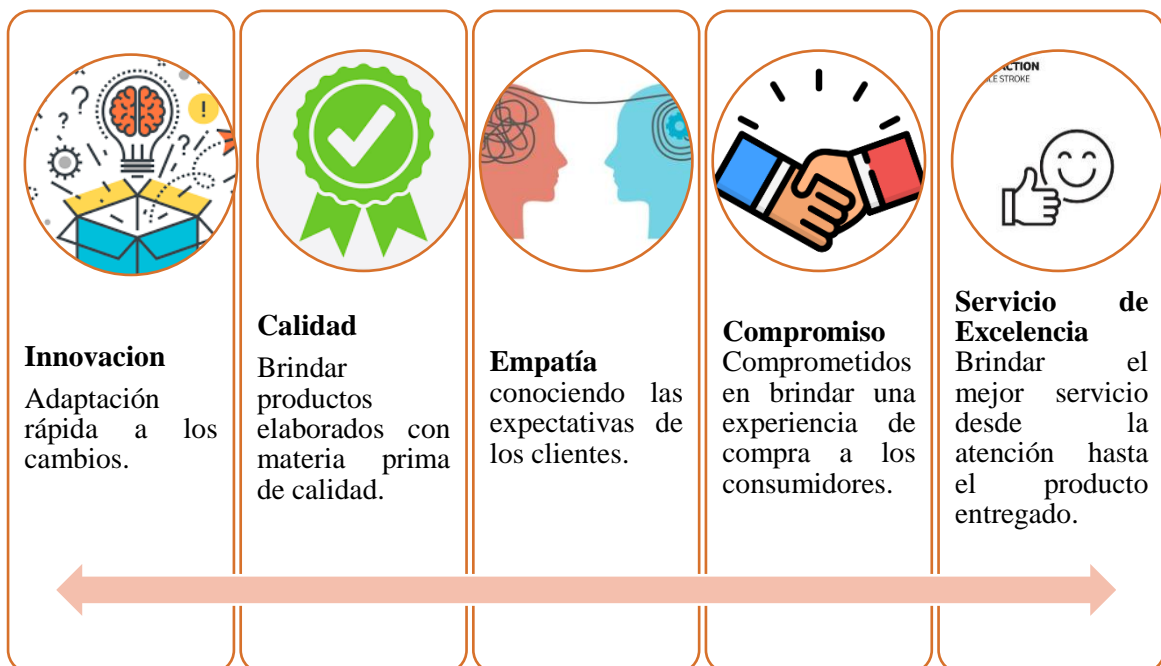 Innovacion
Adaptación
rápida a los
cambios.
Calidad
Brindar
productos
elaborados con
materia prima
de calidad.
Empatía
conociendo las
expectativas de
los clientes.
Compromiso
Comprometidos
en brindar una
experiencia de
compra a los
consumidores.
ACTION
LE STROKE
Servicio de
Excelencia
Brindar el
mejor servicio
desde la
atención hasta
el producto
entregado.